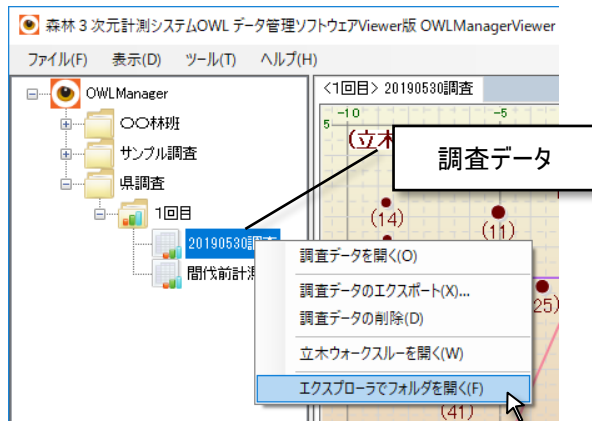 森林３次元計測システムOWL データ管理ソフトウェアViewer版 OWLManagerViewer
ファイル(F) 表示(D) ツール(T) ヘルプ(H)
OWLManager
〇〇林班
サンプル調査
県調査
1回目
20190530調査
間伐前計
<1回目> 20190530調査
-10 -5
5
(立木
調査データ
(14)
(11)
25)
(41)
調査データを開く(O)
調査データのエクスポート(X)...
調査データの削除(D)
立木ウォークスルーを開く(W)
エクスプローラでフォルダを開く(F)